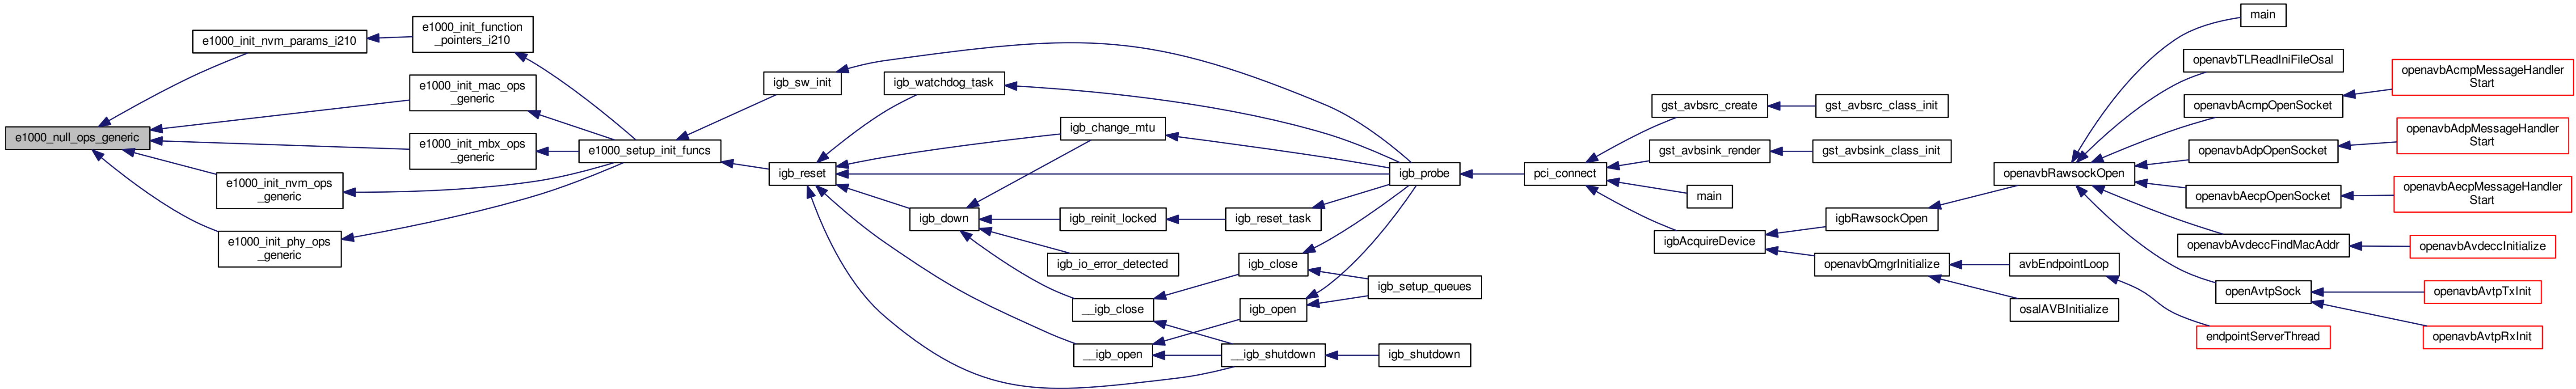 e1000_null_ops_generic
e1000_init_nvm_params_i210
e1000_init_function
_pointers_i210
e1000_init_mac_ops
_generic
e1000_init_mbx_ops
_generic
e1000_init_nvm_ops
_generic
e1000_init_phy_ops
_generic
e1000_setup_init_funcs
igb_sw_init
igb_reset
igb_watchdog_task
igb_change_mtu
igb_down
igb_reinit_locked
igb_reset_task
igb_io_error_detected
__igb_close
__igb_open
igb_close
igb_open
__igb_shutdown
igb_probe
igb_setup_queues
igb_shutdown
pci_connect
gst_avbsrc_create
gst_avbsrc_class_init
gst_avbsink_render
gst_avbsink_class_init
main
igbAcquireDevice
igbRawsockOpen
openavbQmgrInitialize
avbEndpointLoop
osalAVBInitialize
openavbRawsockOpen
main
openavbTLReadIniFileOsal
openavbAcmpOpenSocket
openavbAcmpMessageHandler
Start
openavbAdpOpenSocket
openavbAdpMessageHandler
Start
openavbAecpOpenSocket
openavbAecpMessageHandler
Start
openavbAvdeccFindMacAddr
openavbAvdeccInitialize
openAvtpSock
openavbAvtpTxInit
openavbAvtpRxInit
endpointServerThread